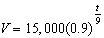 V = 15,000(0.9)^(t/9)